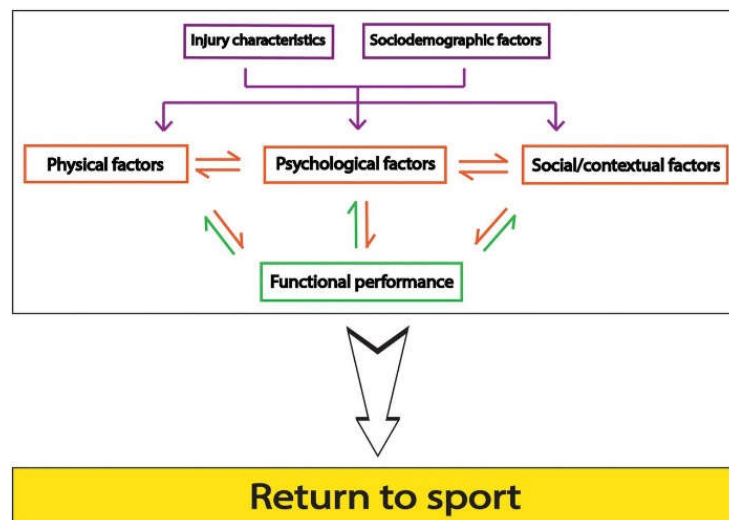 Injury characteristics
Sociodemographic factors
Physical factors
Psychological factors
Social/contextual factors
Functional performance
Return to sport